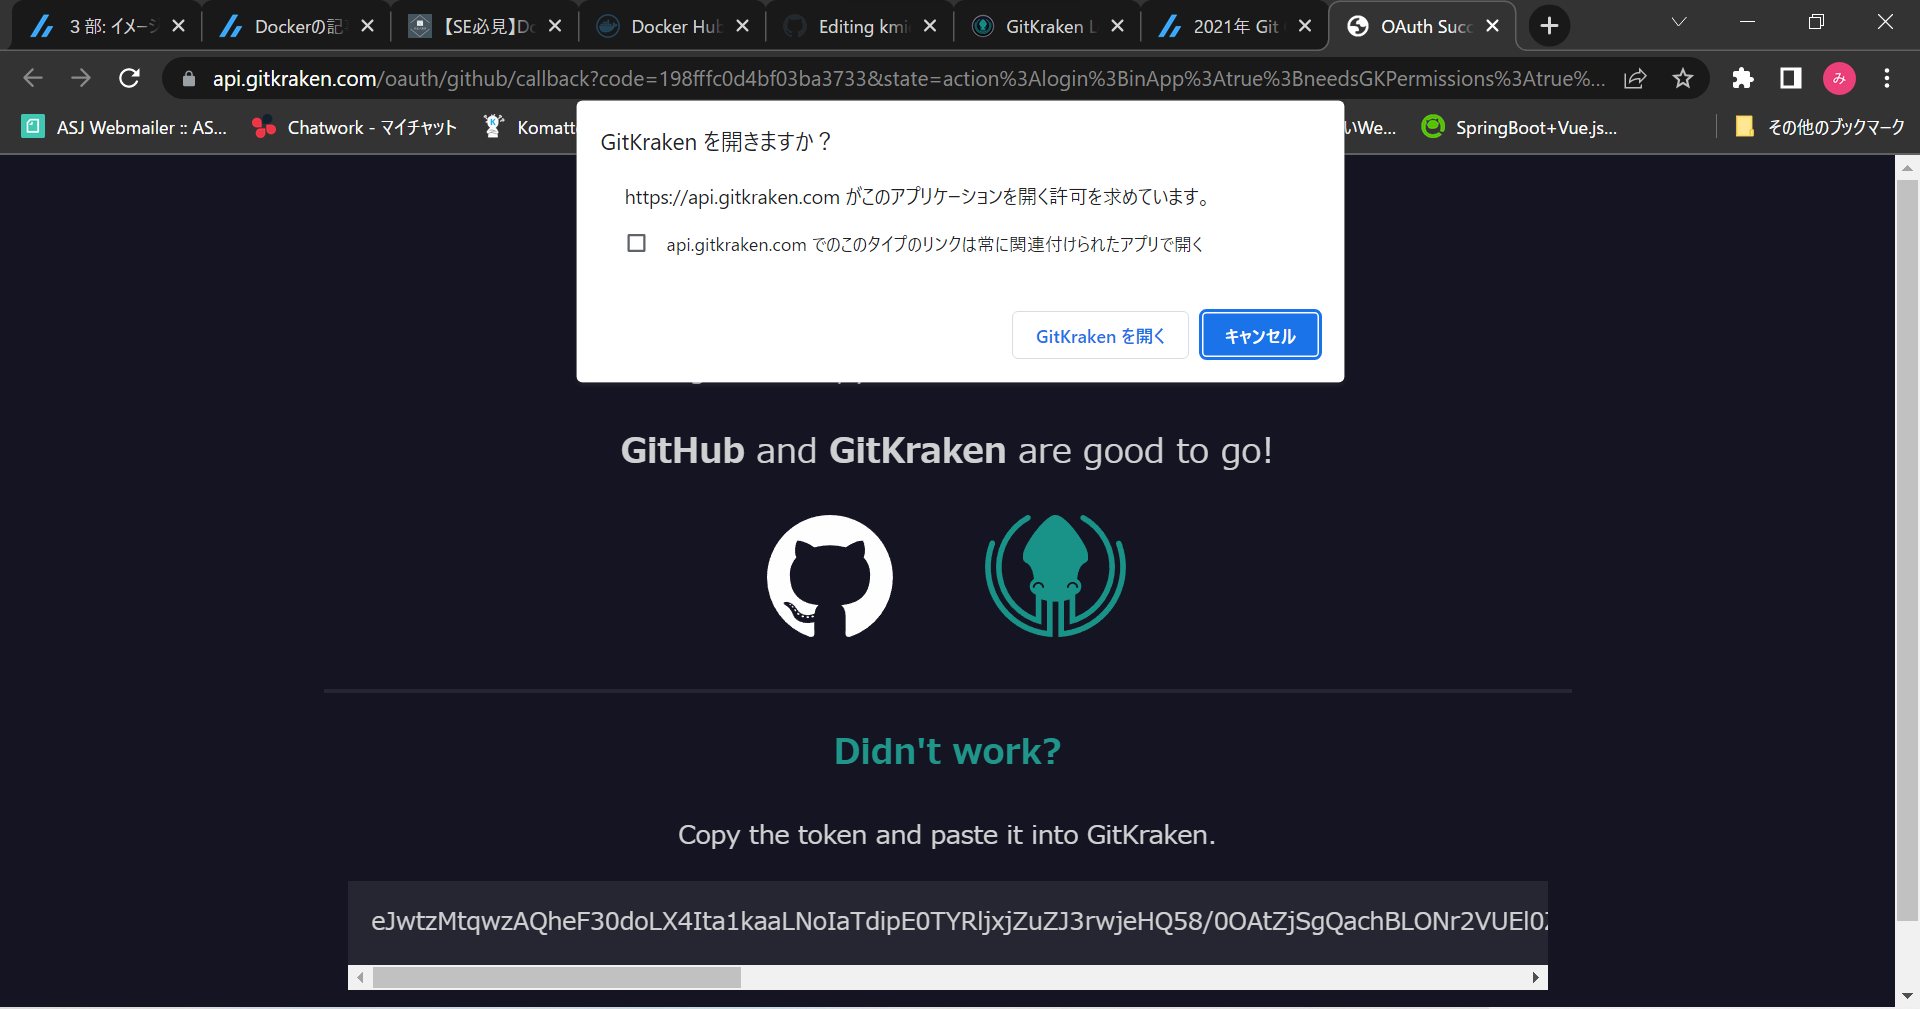 3 部: イメージ
Dockerの記
【SE必見】Do
Docker Hub
Editing kmi
GitKraken L
2021年 Git
OAuth Succ
api.gitkraken.com/oauth/github/callback?code=198fffc0d4bf03ba3733&state=action%3Alogin%3BinApp%3Atrue%3BneedsGKPermissions%3Atrue%...
み
ASJ Webmailer :: AS...
Chatwork - マイチャット
Komatt
いWe...
SpringBoot+Vue.js...
その他のブックマーク
GitKraken を開きますか？
https://api.gitkraken.com がこのアプリケーションを開く許可を求めています。
api.gitkraken.com でのこのタイプのリンクは常に関連付けられたアプリで開く
GitKraken を開く
キャンセル
GitHub and GitKraken are good to go!
Didn't work?
Copy the token and paste it into GitKraken.
eJwtzMtqwzAQheF30doLX4Ita1kaaLNoIaTdipE0TYRljxjZuZJ3rwjeHQ58/0OAtZjSgQachBLONr2VUEl0Z